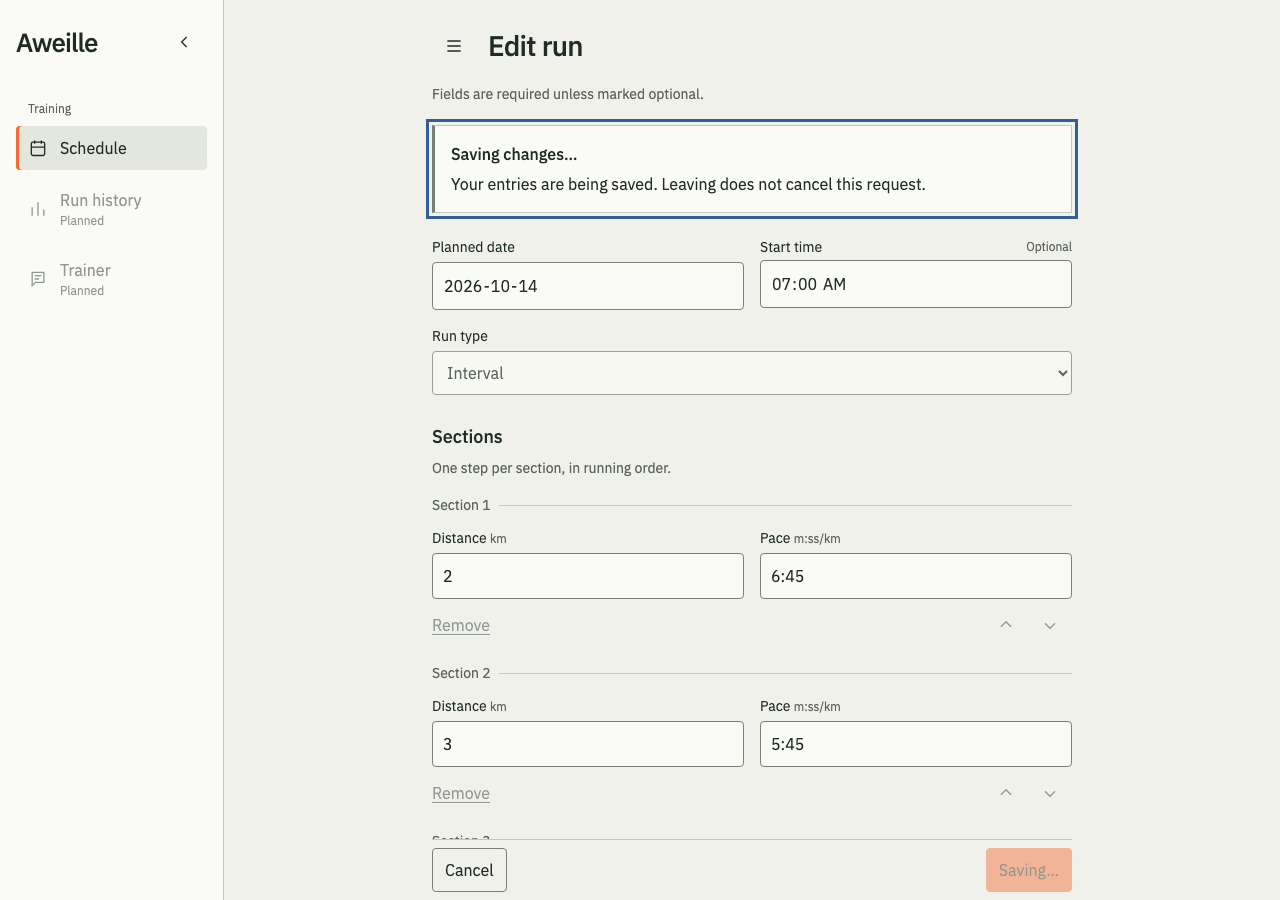 Aweille
Training
Schedule
Run history
Planned
Trainer
Planned
Edit run
Fields are required unless marked optional.
Saving changes...
Your entries are being saved. Leaving does not cancel this request.
Planned date
Start time Optional
2026-10-14
07:00 AM
Run type
Interval
Sections
One step per section, in running order.
Section 1
Distance km
Pace m:ss/km
2
6:45
Remove
Section 2
Distance km
Pace m:ss/km
3
5:45
Remove
Cancel
Saving...